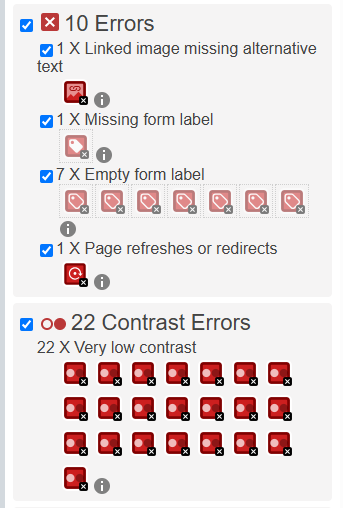 10 Errors
1 X Linked image missing alternative
text
1 X Missing form label
7 X Empty form label
1 X Page refreshes or redirects
22 Contrast Errors
22 X Very low contrast